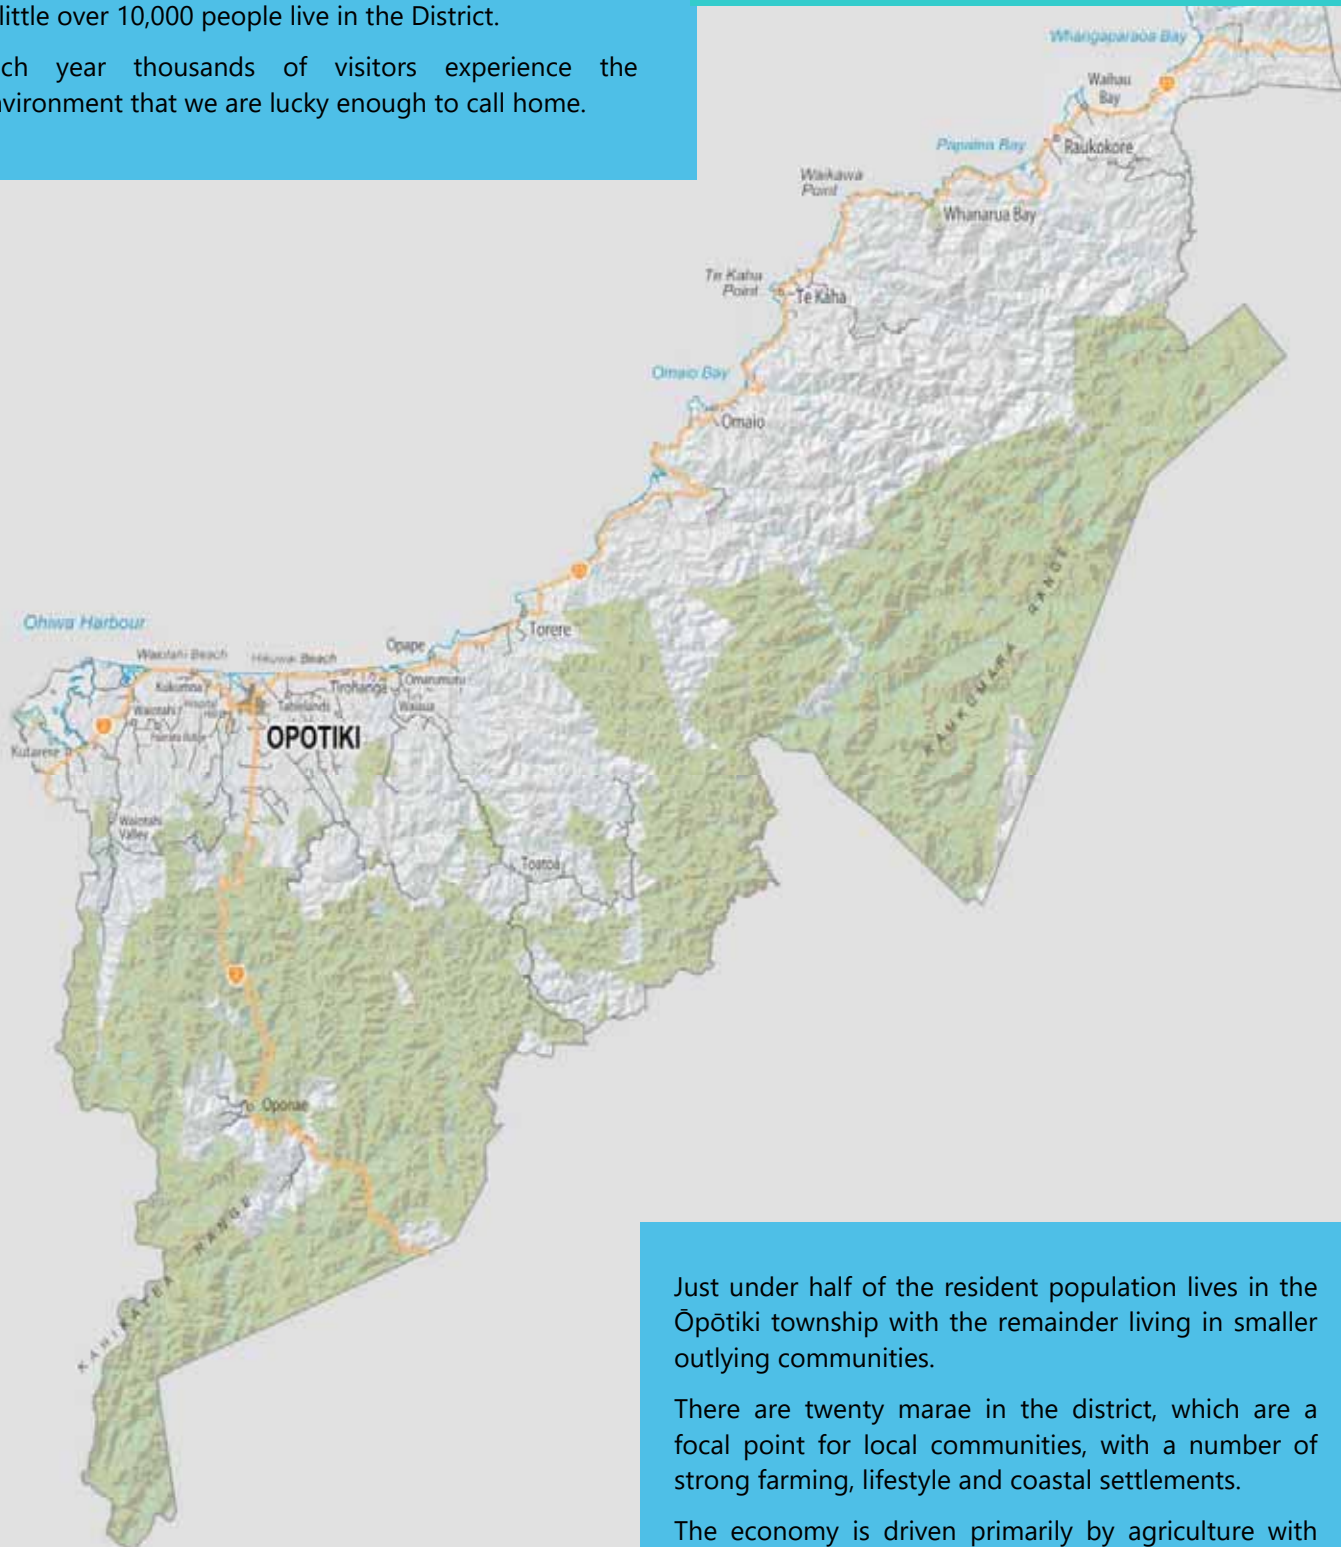 little over 10,000 people live in the District.
ch year thousands of visitors experience the
vironment that we are lucky enough to call home.
Whangaparaoa Bay
Waihau
Bay
35
Papatea Bay
Raukokore
Waikawa
Point
Whanarua Bay
Te Kaha
Point
Te Kaha
Omaio Bay
Omaio
RAUKUMARA RANGE
Torere
Ohiwa Harbour
Waiotahi Beach
Hikuwai Beach
Opape
Kukumoa
Tirohanga
Omarumutu
Waiotahi
Hospital
Tablelands
Waiaua
2
Kutarere
OPOTIKI
Waiotahi
Valley
Toatoa
2
Oponae
KAHIKATEA RANGE
Just under half of the resident population lives in the
Ōpōtiki township with the remainder living in smaller
outlying communities.
There are twenty marae in the district, which are a
focal point for local communities, with a number of
strong farming, lifestyle and coastal settlements.
The economy is driven primarily by agriculture with